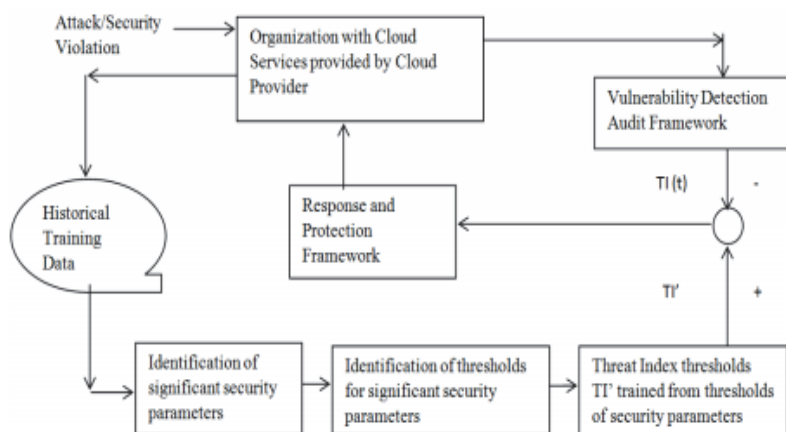 Attack/Security
Violation
Organization with Cloud
Services provided by Cloud
Provider
Vulnerability Detection
Audit Framework
TI (t)
-
Historical
Training
Data
Response and
Protection
Framework
TI'
+
Identification of
significant security
parameters
Identification of thresholds
for significant security
parameters
Threat Index thresholds
TI' trained from thresholds
of security parameters